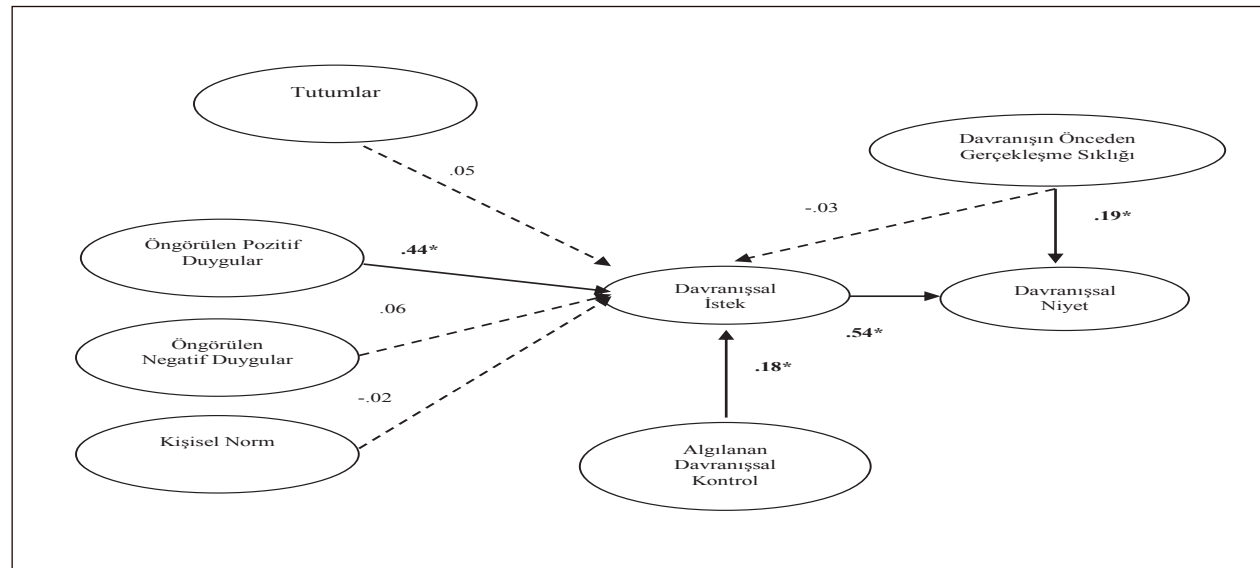 Tutumlar
.05
Davranışın Önceden
Gerçekleşme Sıklığı
-.03
.19*
Öngörülen Pozitif
Duygular
.44*
Davranışsal
İstek
Davranışsal
Niyet
.54*
.06
Öngörülen
Negatif Duygular
.18*
-.02
Kişisel Norm
Algılanan
Davranışsal
Kontrol